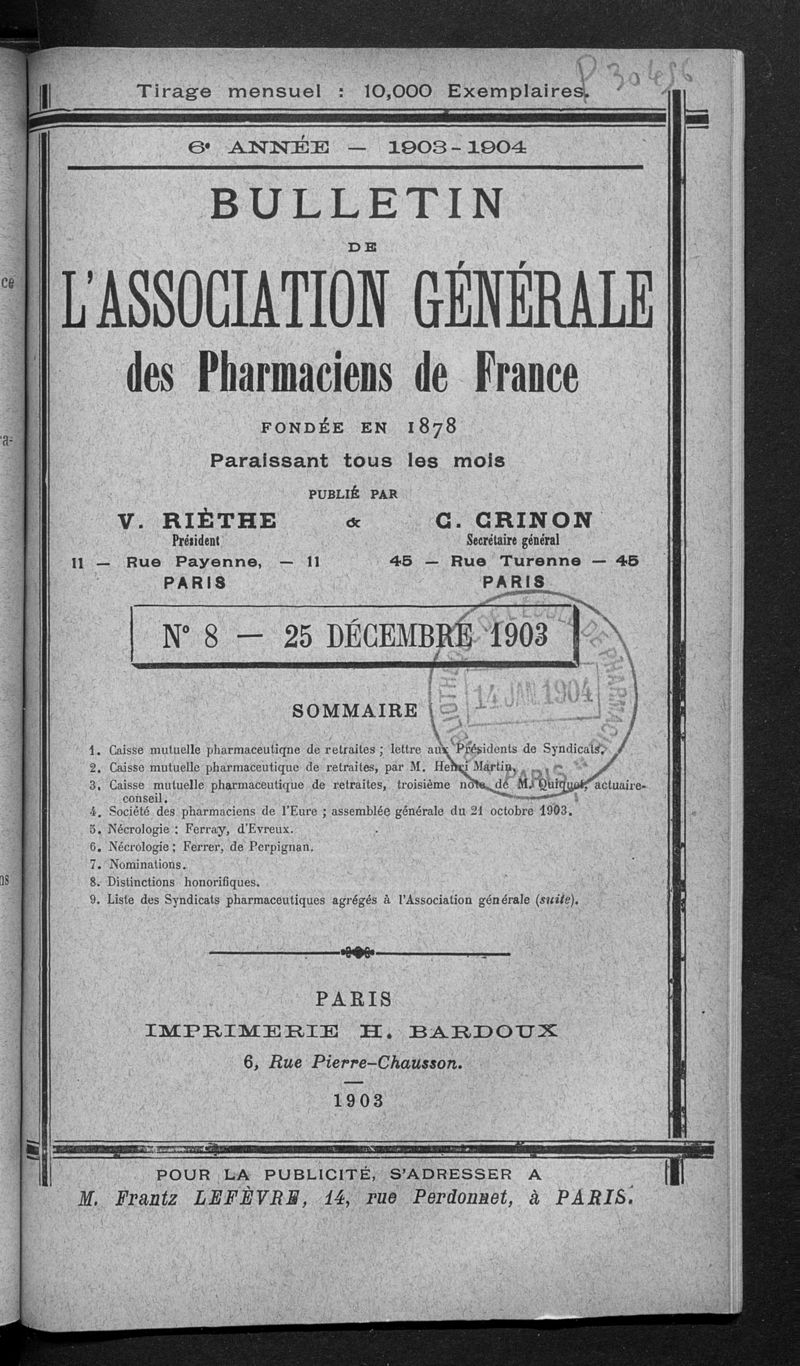 P 30456
Tirage mensuel : 10,000 Exemplaires.
6e ANNÉE — 1903-1904
BULLETIN
DE
L'ASSOCIATION GÉNÉRALE
des Pharmaciens de France
FONDÉE EN 1878
Paraissant tous les mois
PUBLIÉ PAR
V. RIÈTHE & C. CRINON
Président Secrétaire général
11 — Rue Payenne, — 11 45 — Rue Turenne — 45
PARIS PARIS
N° 8 — 25 DÉCEMBRE 1903
14 JAN 1904
SOMMAIRE
1. Caisse mutuelle pharmaceutiqne de retraites ; lettre aux Présidents de Syndicats.
2. Caisse mutuelle pharmaceutique de retraites, par M. Henri Martin.
3. Caisse mutuelle pharmaceutique de retraites, troisième note de M. Quiquet, actuaire-
conseil.
4. Société des pharmaciens de l'Eure ; assemblée générale du 21 octobre 1903.
5. Nécrologie : Ferray, d'Evreux.
6. Nécrologie ; Ferrer, de Perpignan.
7. Nominations.
8. Distinctions honorifiques.
9. Liste des Syndicats pharmaceutiques agrégés à l'Association générale (suite).
PARIS
IMPRIMERIE H. BARDOUX
6, Rue Pierre-Chausson.
1903
POUR LA PUBLICITÉ, S'ADRESSER A
M. Frantz LEFÈVRE, 14, rue Perdonnet, à PARIS.